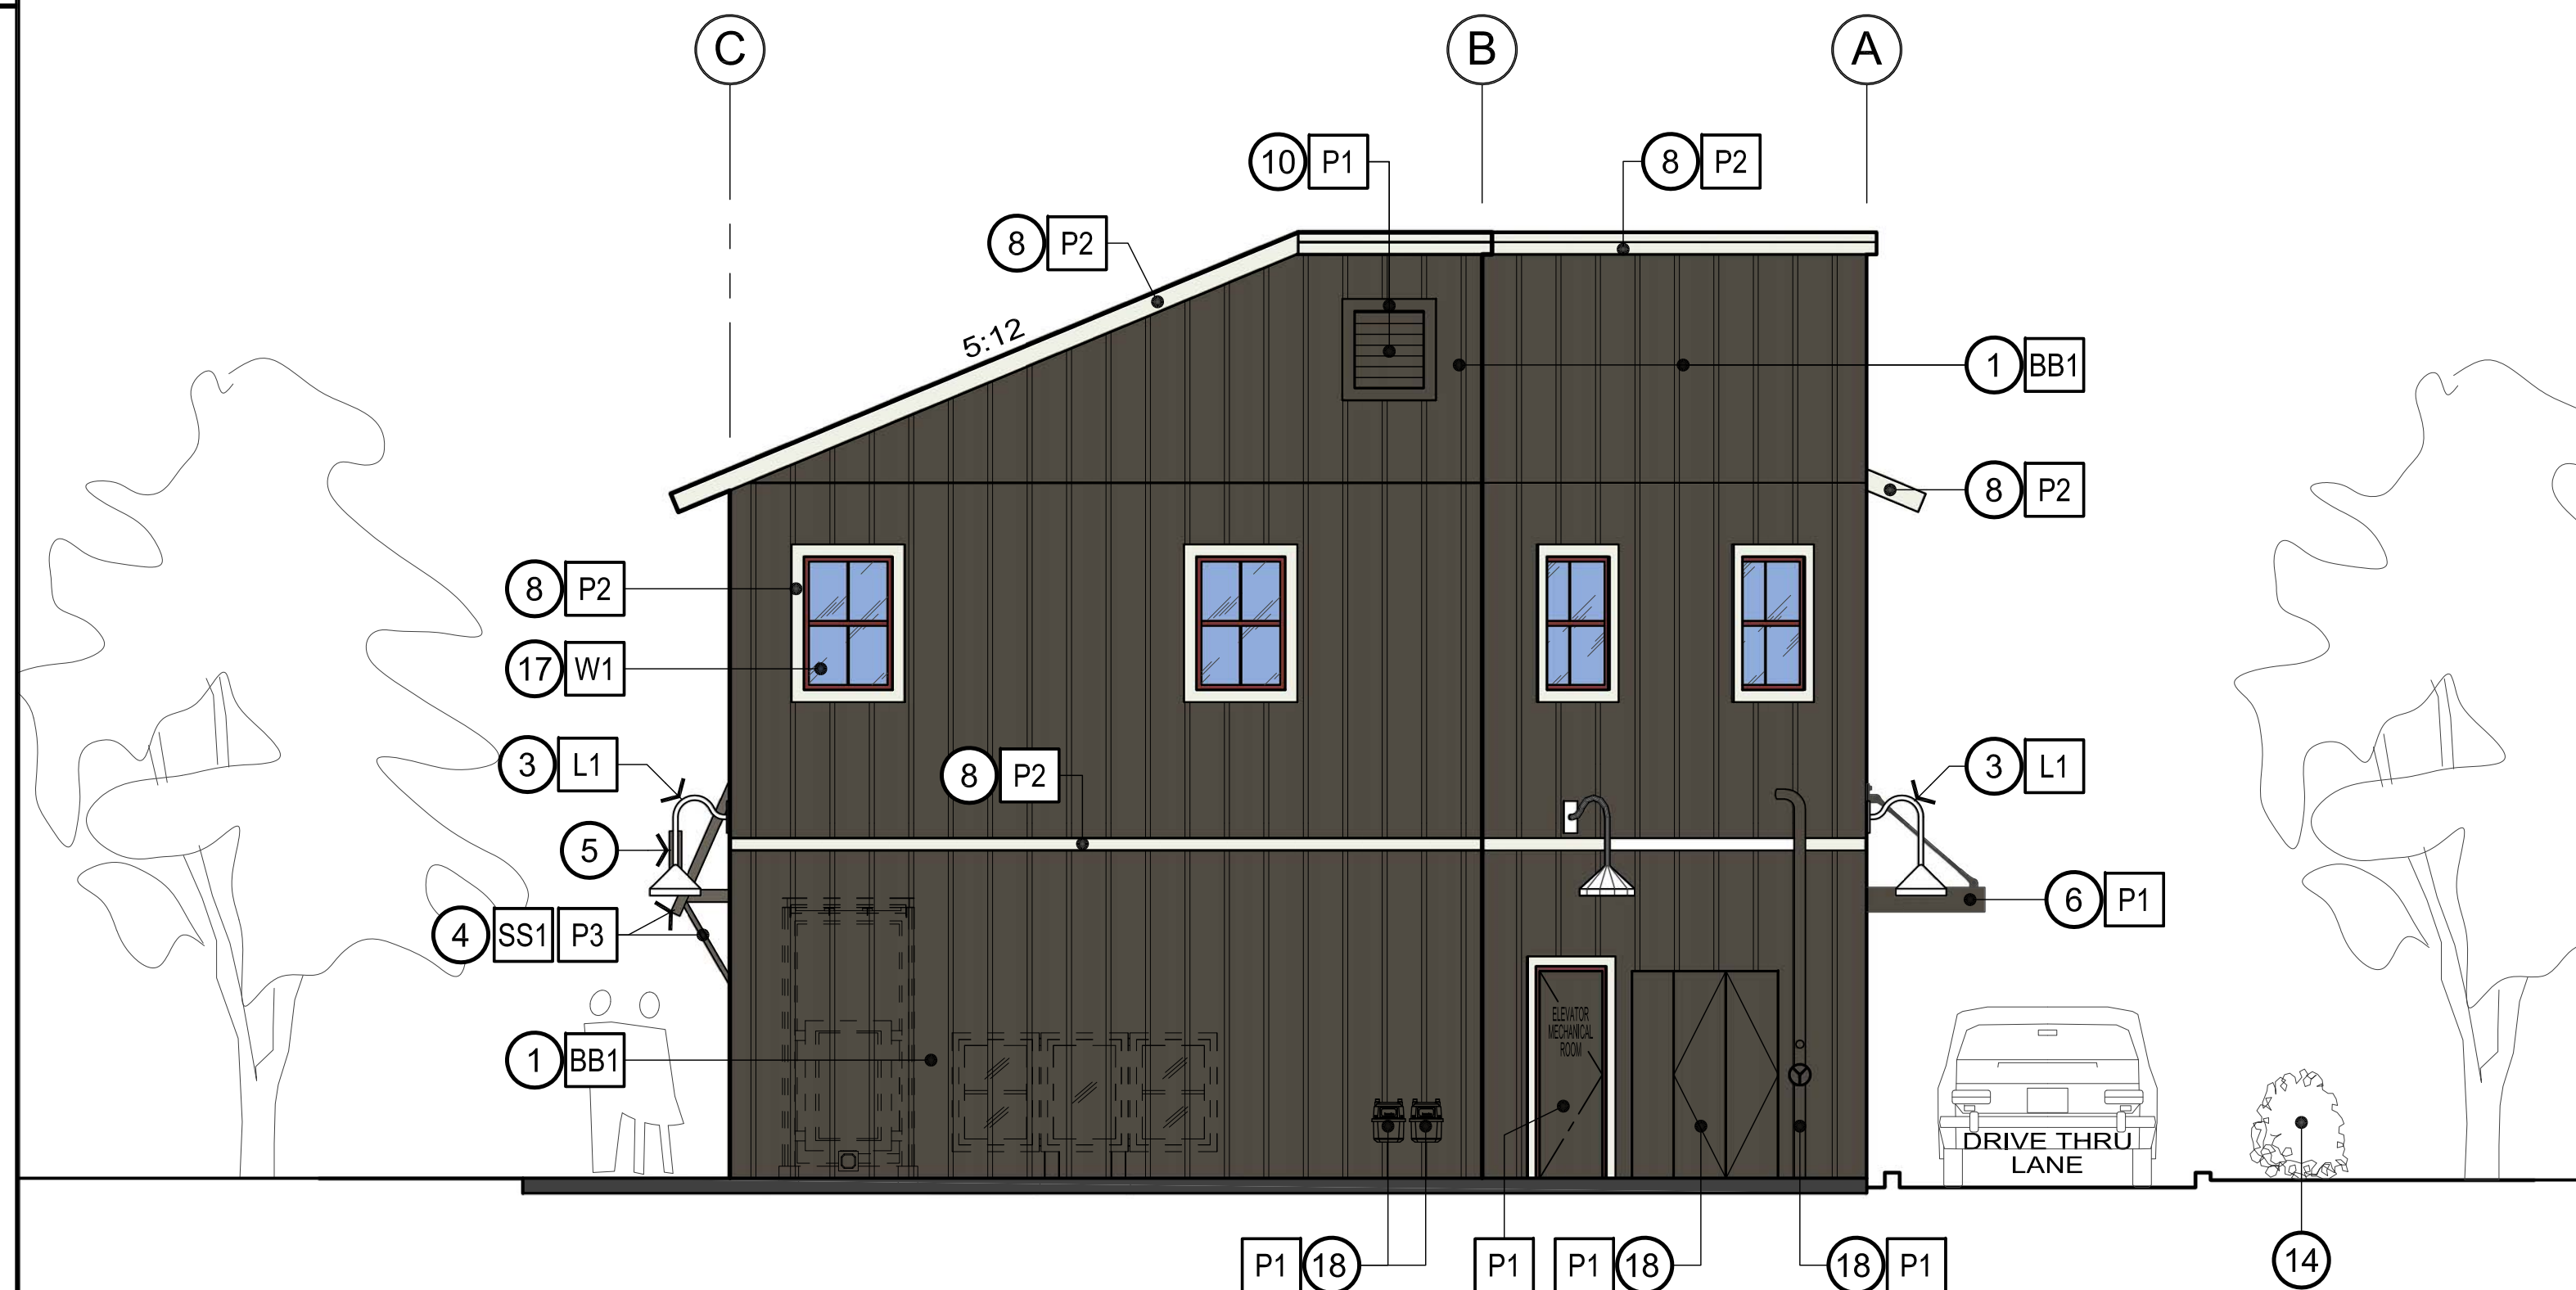 C
B
A
10 P1
8 P2
8 P2
5:12
1 BB1
8 P2
8 P2
17 W1
3 L1
8 P2
3 L1
5
6 P1
4 SS1 P3
ELEVATOR
MECHANICAL
ROOM
1 BB1
DRIVE THRU
LANE
P1 18
P1
P1 18
18 P1
14